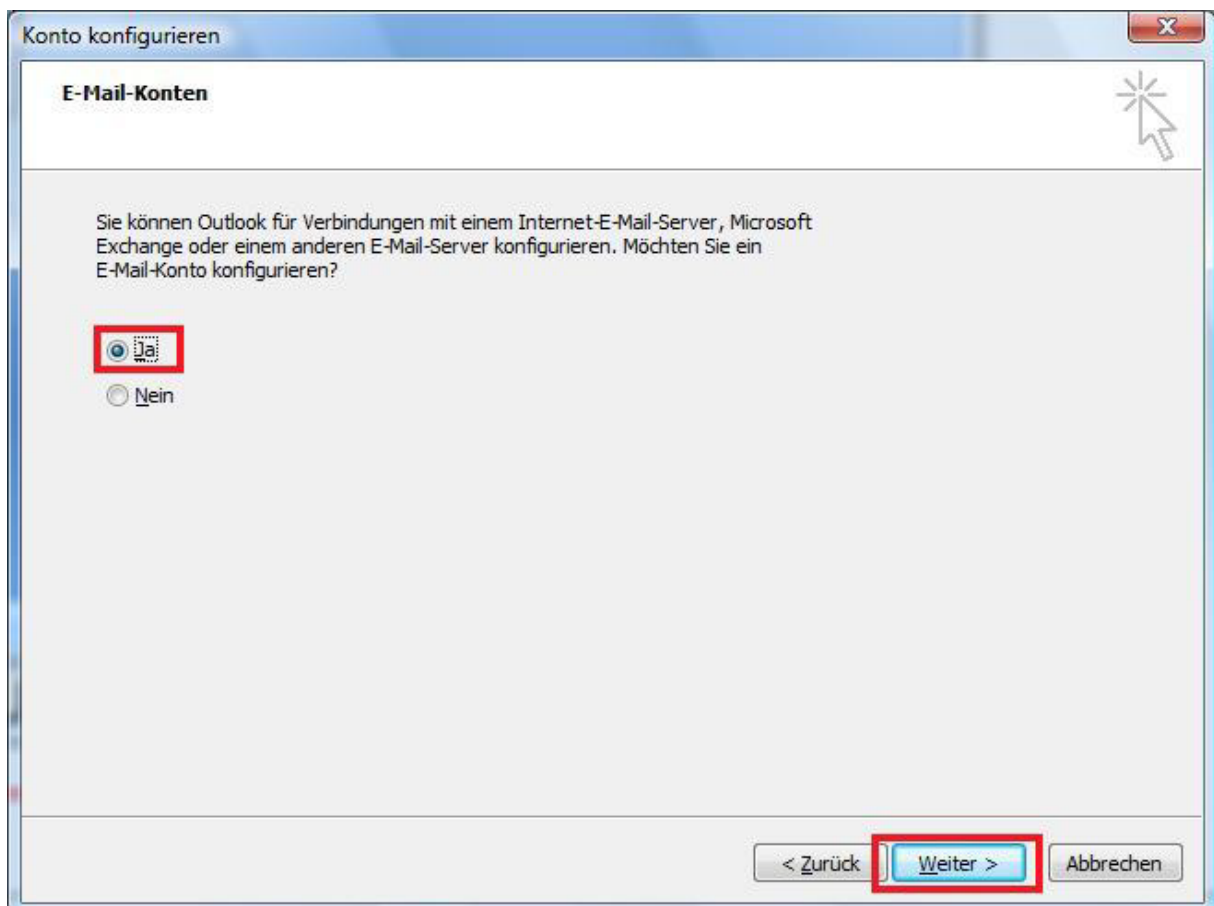 Konto konfigurieren
E-Mail-Konten
Sie können Outlook für Verbindungen mit einem Internet-E-Mail-Server, Microsoft
Exchange oder einem anderen E-Mail-Server konfigurieren. Möchten Sie ein
E-Mail-Konto konfigurieren?
Ja
Nein
< Zurück Weiter > Abbrechen